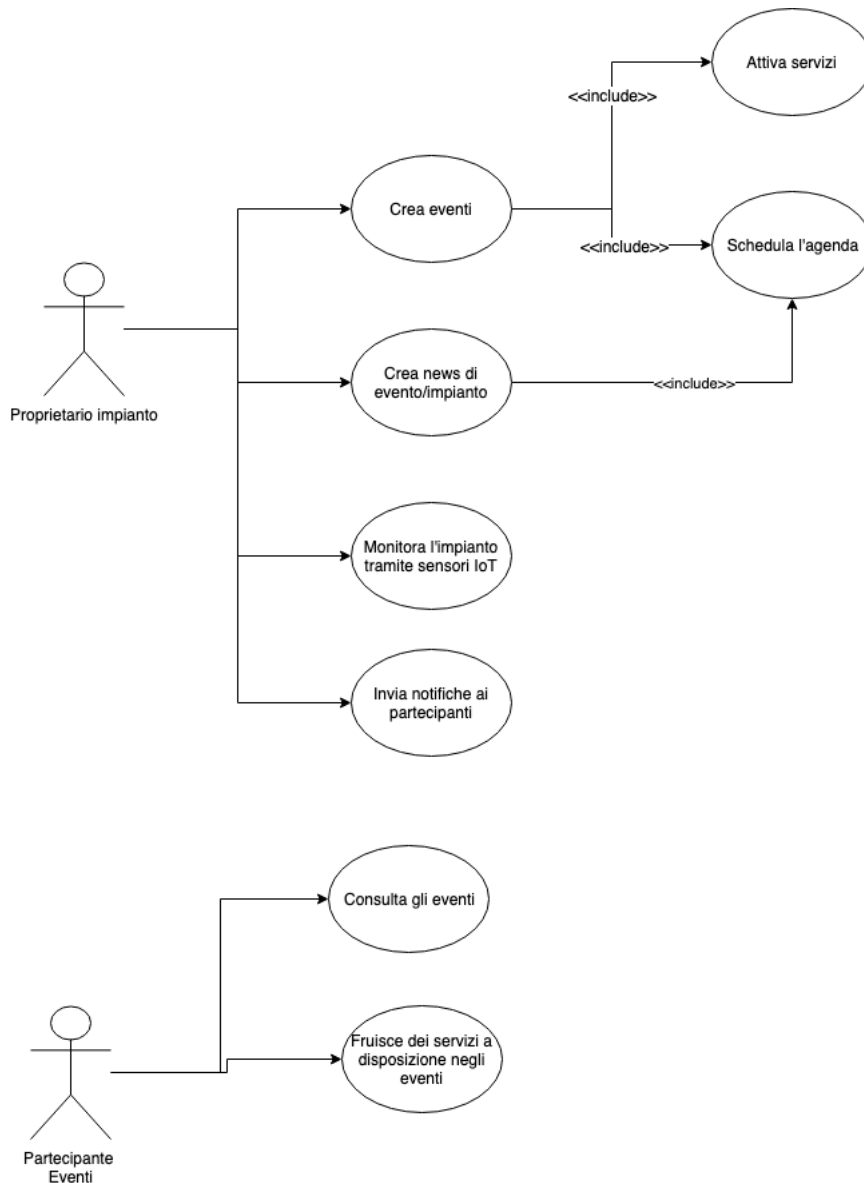 Attiva servizi
<<include>>
Crea eventi
<<include>>
Schedula l'agenda
Proprietario impianto
Crea news di
evento/impianto
<<include>>
Monitora l'impianto
tramite sensori IoT
Invia notifiche ai
partecipanti
Consulta gli eventi
Fruisce dei servizi a
disposizione negli
eventi
Partecipante
Eventi